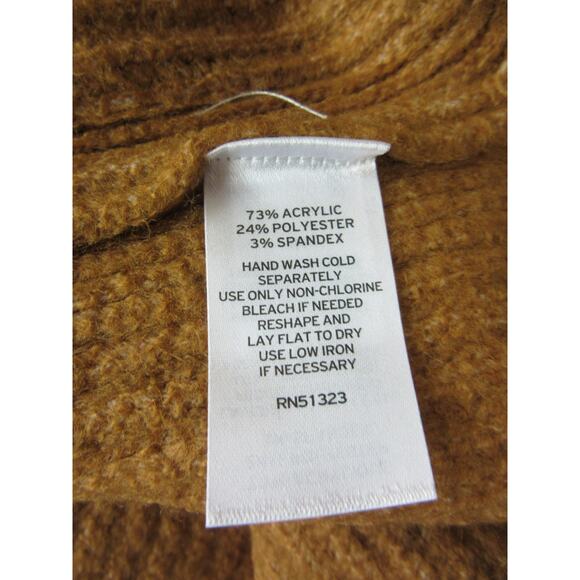 73% ACRYLIC
24% POLYESTER
3% SPANDEX
HAND WASH COLD
SEPARATELY
USE ONLY NON-CHLORINE
BLEACH IF NEEDED
RESHAPE AND
LAY FLAT TO DRY
USE LOW IRON
IF NECESSARY
RN51323